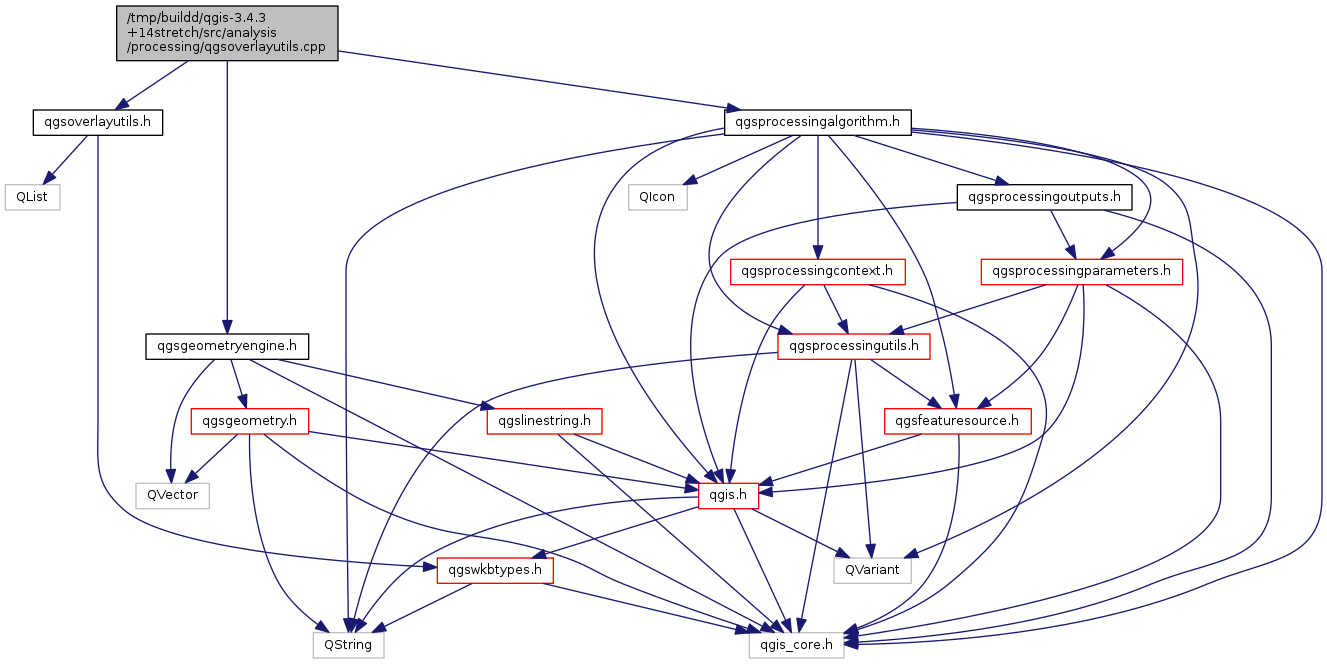 /tmp/buildd/qgis-3.4.3
+14stretch/src/analysis
/processing/qgsoverlayutils.cpp
qgsoverlayutils.h
qgsprocessingalgorithm.h
QList
QIcon
qgsprocessingoutputs.h
qgsprocessingcontext.h
qgsprocessingparameters.h
qgsgeometryengine.h
qgsprocessingutils.h
qgsgeometry.h
qgslinestring.h
qgsfeaturesource.h
QVector
qgis.h
qgswkbtypes.h
QVariant
QString
qgis_core.h